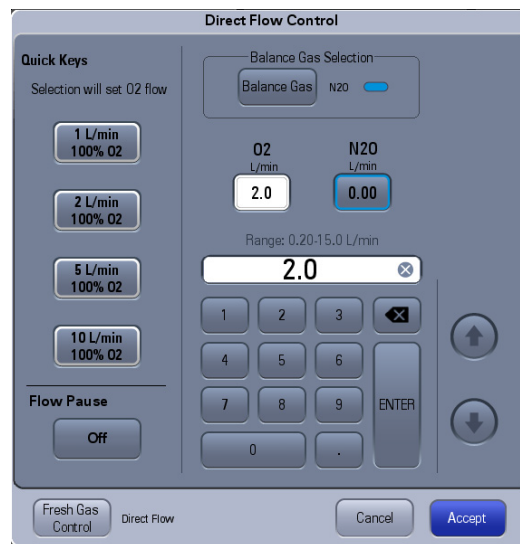 Direct Flow Control
Quick Keys
Selection will set O2 flow
1 L/min
100% O2
2 L/min
100% O2
5 L/min
100% O2
10 L/min
100% O2
Flow Pause
Off
Balance Gas Selection
Balance Gas
N2O
O2
L/min
2.0
N2O
L/min
0.00
Range: 0.20-15.0 L/min
2.0
1 2 3
4 5 6
7 8 9 ENTER
0 .
Fresh Gas
Control
Direct Flow
Cancel
Accept